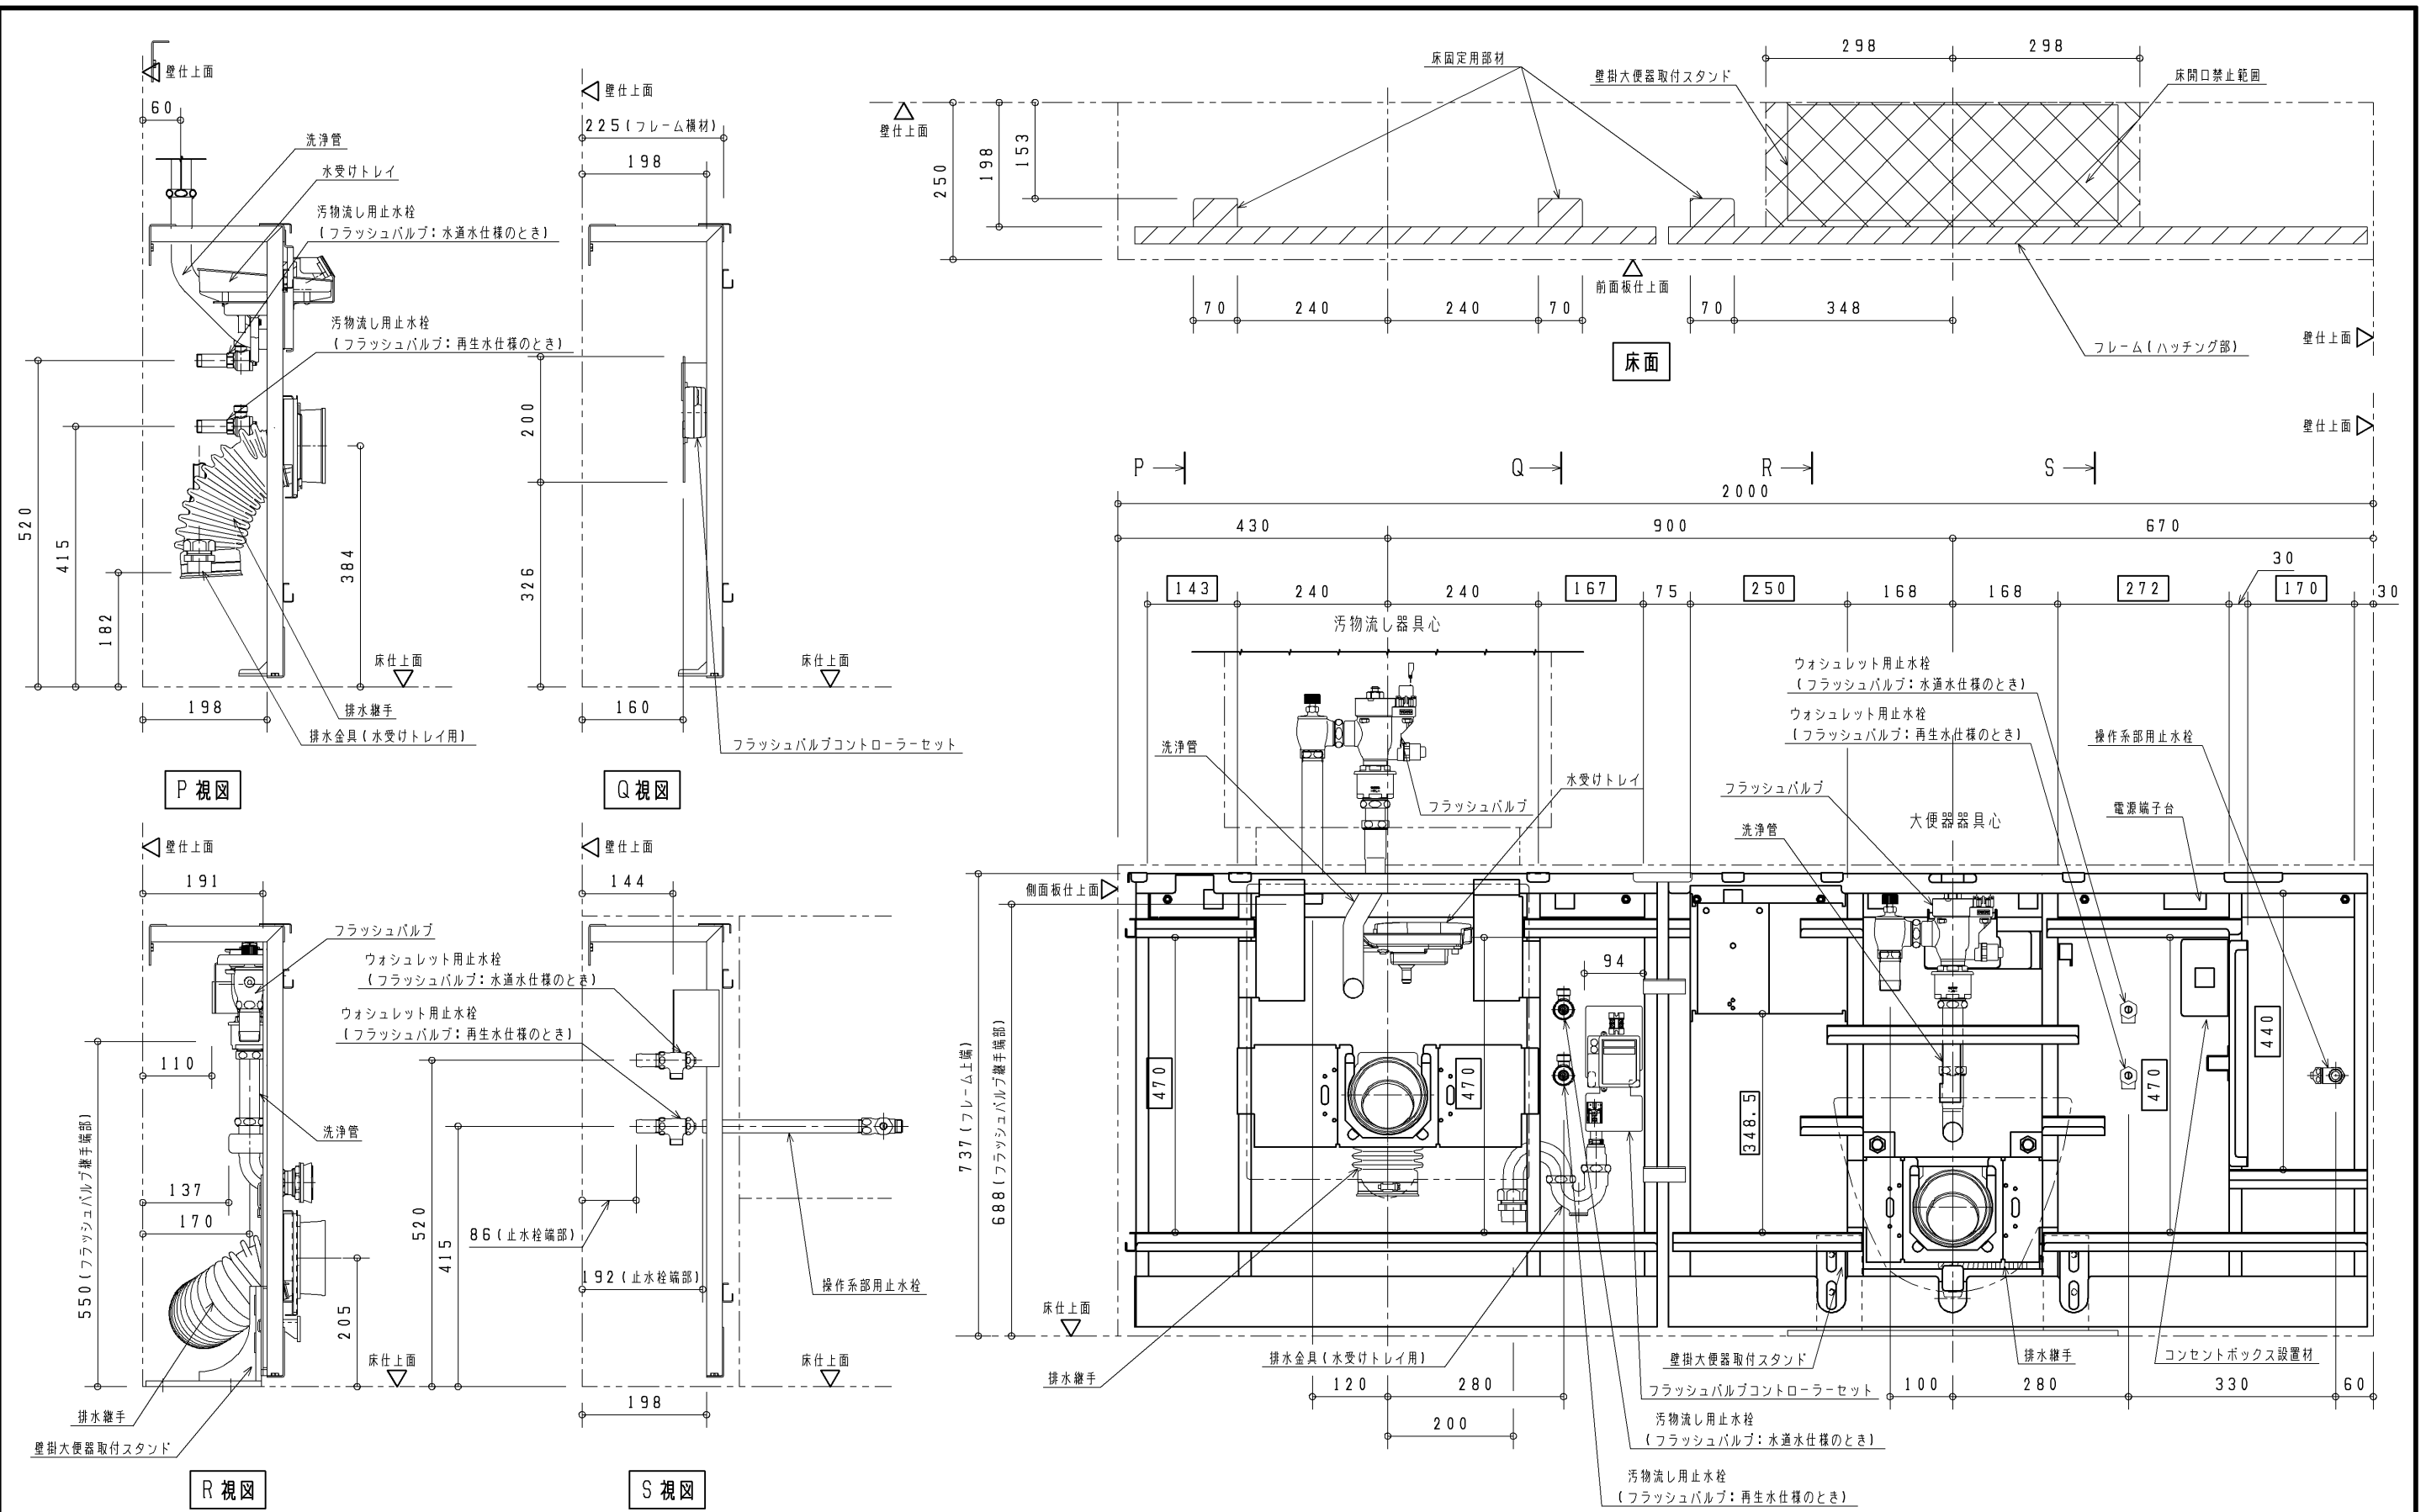 壁仕上面
60
洗浄管
水受けトレイ
汚物流し用止水栓
(フラッシュバルブ：水道水仕様のとき)
汚物流し用止水栓
(フラッシュバルブ：再生水仕様のとき)
520
415
182
384
床仕上面
198
排水継手
排水金具(水受けトレイ用)
P 視図
壁仕上面
225(フレーム横材)
198
200
326
床仕上面
160
フラッシュバルブコントローラーセット
Q 視図
床固定用部材
壁掛大便器取付スタンド
298
298
床開口禁止範囲
壁仕上面
250
198
153
前面板仕上面
70
240
240
70
70
348
フレーム(ハッチング部)
壁仕上面
床面
壁仕上面
P
Q
R
S
2000
430
900
670
30
143
240
240
167
75
250
168
168
272
170
30
汚物流し器具心
ウォシュレット用止水栓
(フラッシュバルブ：水道水仕様のとき)
ウォシュレット用止水栓
(フラッシュバルブ：再生水仕様のとき)
操作系部用止水栓
洗浄管
水受けトレイ
フラッシュバルブ
フラッシュバルブ
電源端子台
大便器器具心
洗浄管
側面板仕上面
94
737(フレーム上端)
688(フラッシュバルブ継手端部)
470
470
348.5
470
440
床仕上面
排水継手
排水金具(水受けトレイ用)
壁掛大便器取付スタンド
排水継手
コンセントボックス設置材
フラッシュバルブコントローラーセット
120
280
100
280
330
60
200
汚物流し用止水栓
(フラッシュバルブ：水道水仕様のとき)
汚物流し用止水栓
(フラッシュバルブ：再生水仕様のとき)
壁仕上面
191
フラッシュバルブ
550(フラッシュバルブ継手端部)
110
洗浄管
137
170
205
床仕上面
排水継手
壁掛大便器取付スタンド
R 視図
壁仕上面
144
ウォシュレット用止水栓
(フラッシュバルブ：水道水仕様のとき)
ウォシュレット用止水栓
(フラッシュバルブ：再生水仕様のとき)
520
415
86(止水栓端部)
192(止水栓端部)
操作系部用止水栓
床仕上面
198
S 視図